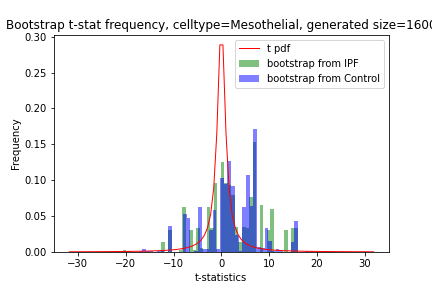 Bootstrap t-stat frequency, celltype=Mesothelial, generated size=1600
0.30
0.25
0.20
0.15
0.10
0.05
0.00
Frequency
t pdf
bootstrap from IPF
bootstrap from Control
−30 −20 −10 0 10 20 30
t-statistics